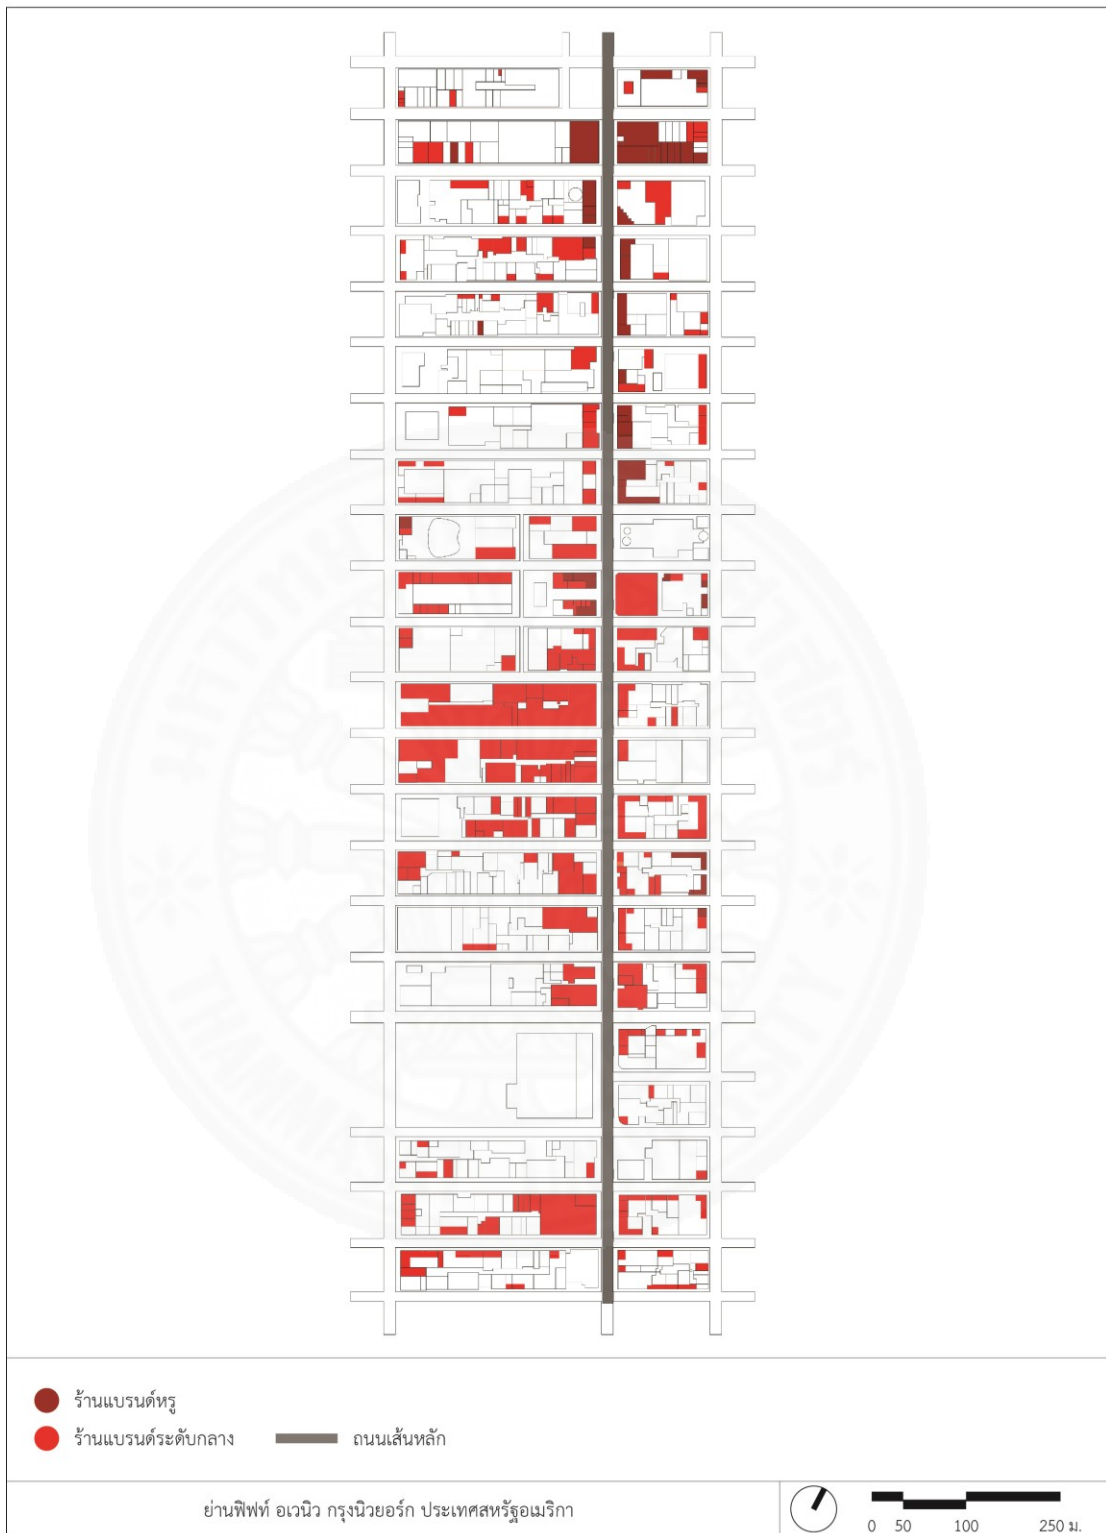 ร้านแบรนด์หรู
ร้านแบรนด์ระดับกลาง
ถนนเส้นหลัก
ย่านฟิฟท์ อเวนิว กรุงนิวยอร์ก ประเทศสหรัฐอเมริกา
0 50 100 250 ม.